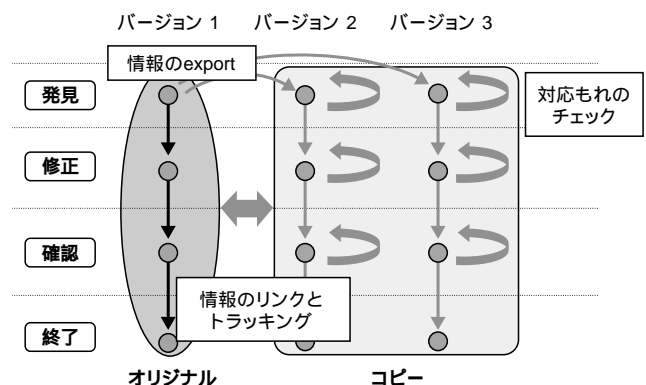 バージョン 1
バージョン 2
バージョン 3
情報のexport
発見
対応もれの
チェック
修正
確認
情報のリンクと
トラッキング
終了
オリジナル
コピー